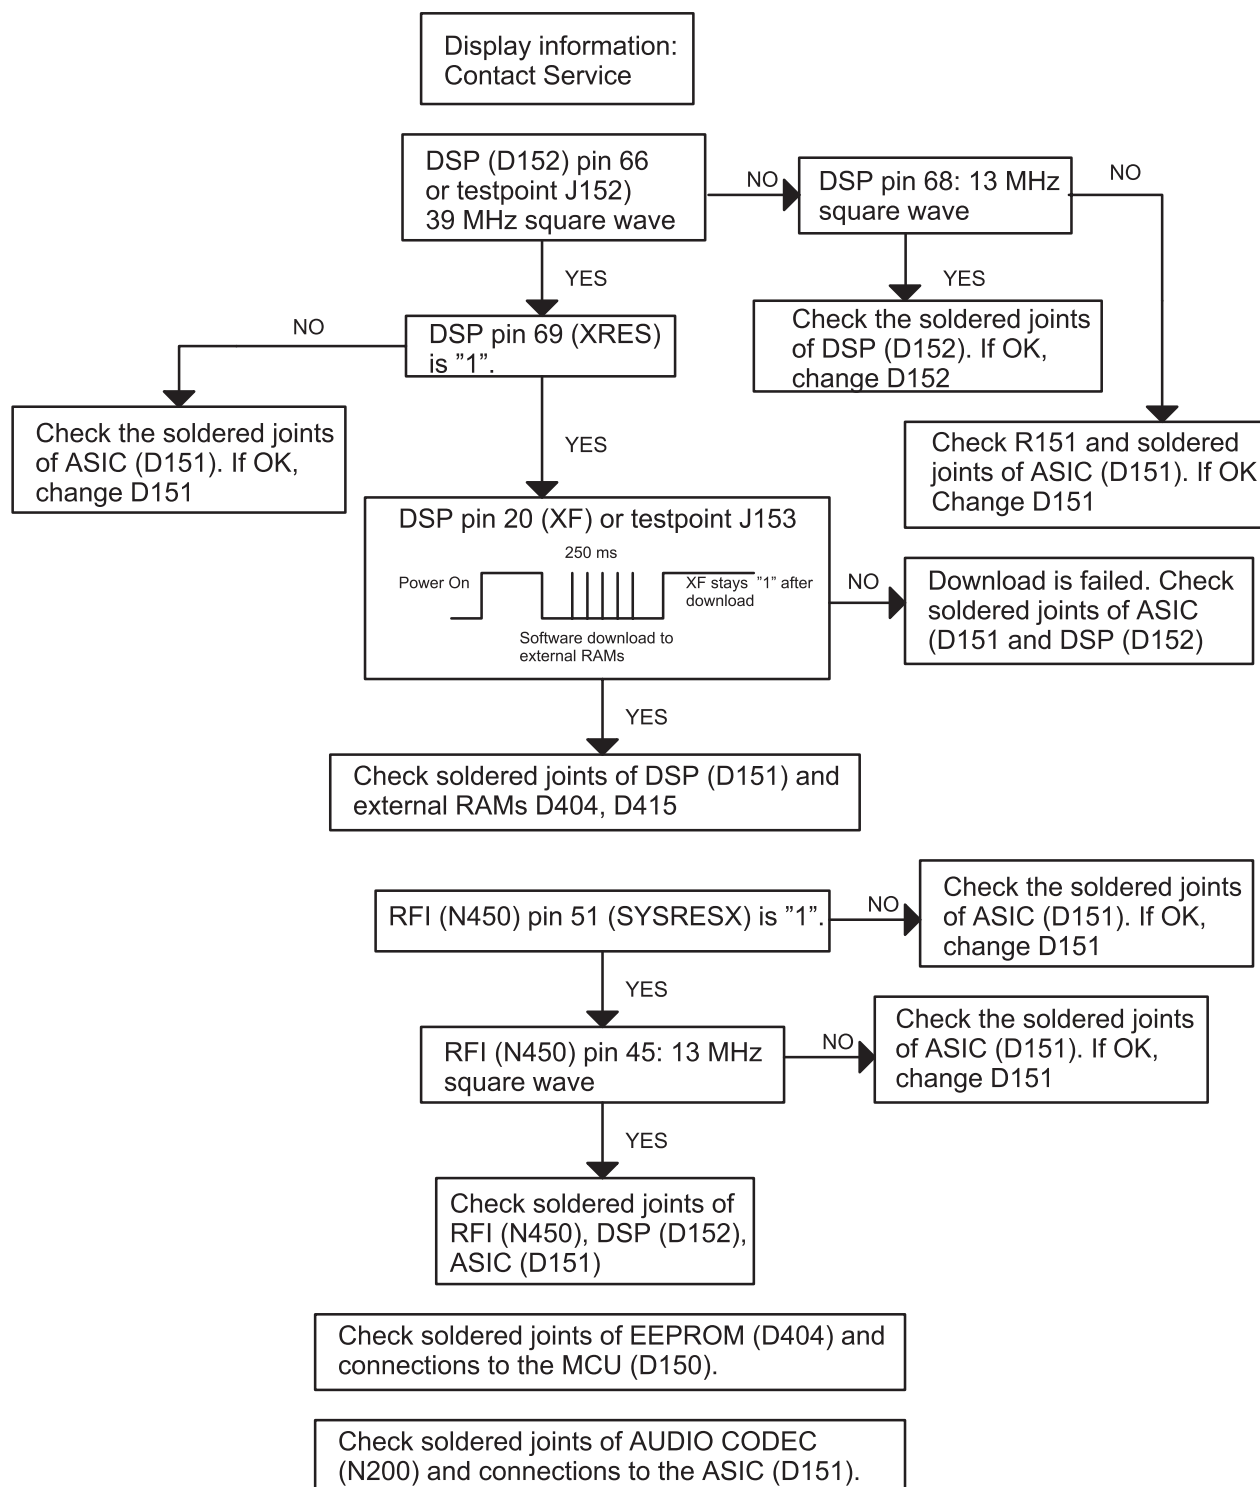 Display information:
Contact Service
DSP (D152) pin 66
or testpoint J152)
39 MHz square wave
NO
DSP pin 68: 13 MHz
square wave
NO
YES
YES
Check the soldered joints
of DSP (D152). If OK,
change D152
NO
DSP pin 69 (XRES)
is ”1”.
Check the soldered joints
of ASIC (D151). If OK,
change D151
YES
Check R151 and soldered
joints of ASIC (D151). If OK
Change D151
DSP pin 20 (XF) or testpoint J153
250 ms
Power On
XF stays ”1” after
download
Software download to
external RAMs
NO
Download is failed. Check
soldered joints of ASIC
(D151 and DSP (D152)
YES
Check soldered joints of DSP (D151) and
external RAMs D404, D415
RFI (N450) pin 51 (SYSRESX) is ”1”.
NO
Check the soldered joints
of ASIC (D151). If OK,
change D151
YES
RFI (N450) pin 45: 13 MHz
square wave
NO
Check the soldered joints
of ASIC (D151). If OK,
change D151
YES
Check soldered joints of
RFI (N450), DSP (D152),
ASIC (D151)
Check soldered joints of EEPROM (D404) and
connections to the MCU (D150).
Check soldered joints of AUDIO CODEC
(N200) and connections to the ASIC (D151).